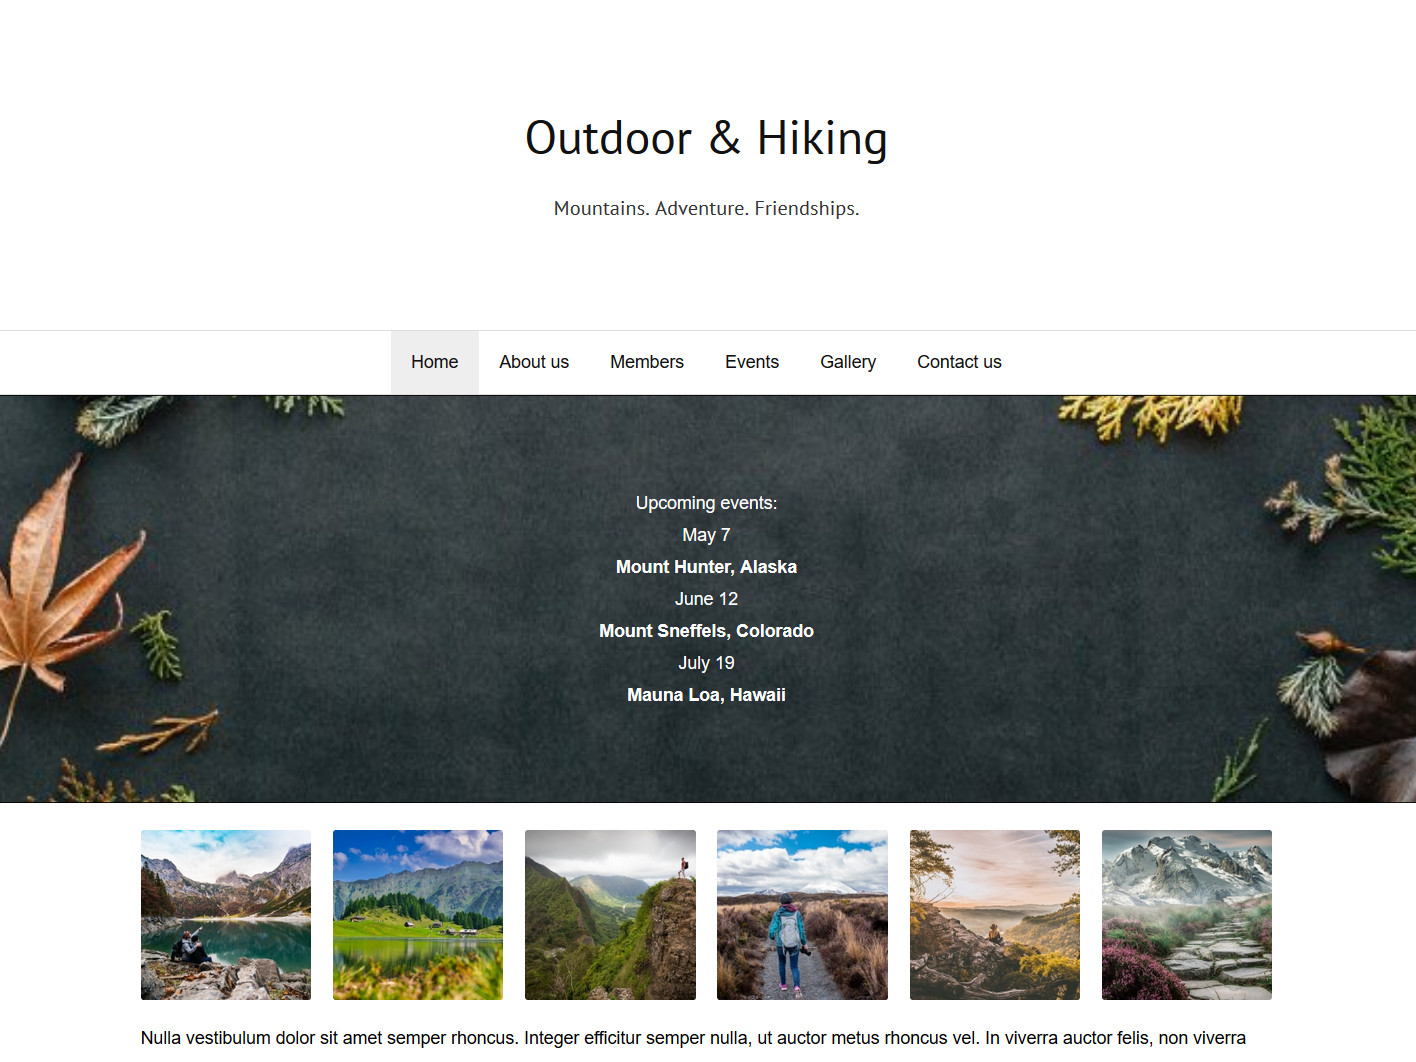 Outdoor & Hiking
Mountains. Adventure. Friendships.
Home About us Members Events Gallery Contact us
Upcoming events:
May 7
Mount Hunter, Alaska
June 12
Mount Sneffels, Colorado
July 19
Mauna Loa, Hawaii
Nulla vestibulum dolor sit amet semper rhoncus. Integer efficitur semper nulla, ut auctor metus rhoncus vel. In viverra auctor felis, non viverra